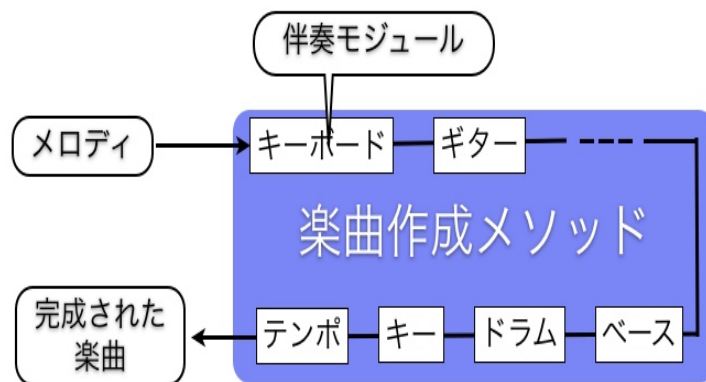 伴奏モジュール
メロディ
キーボード
ギター
楽曲作成メソッド
完成された
楽曲
テンポ
キー
ドラム
ベース